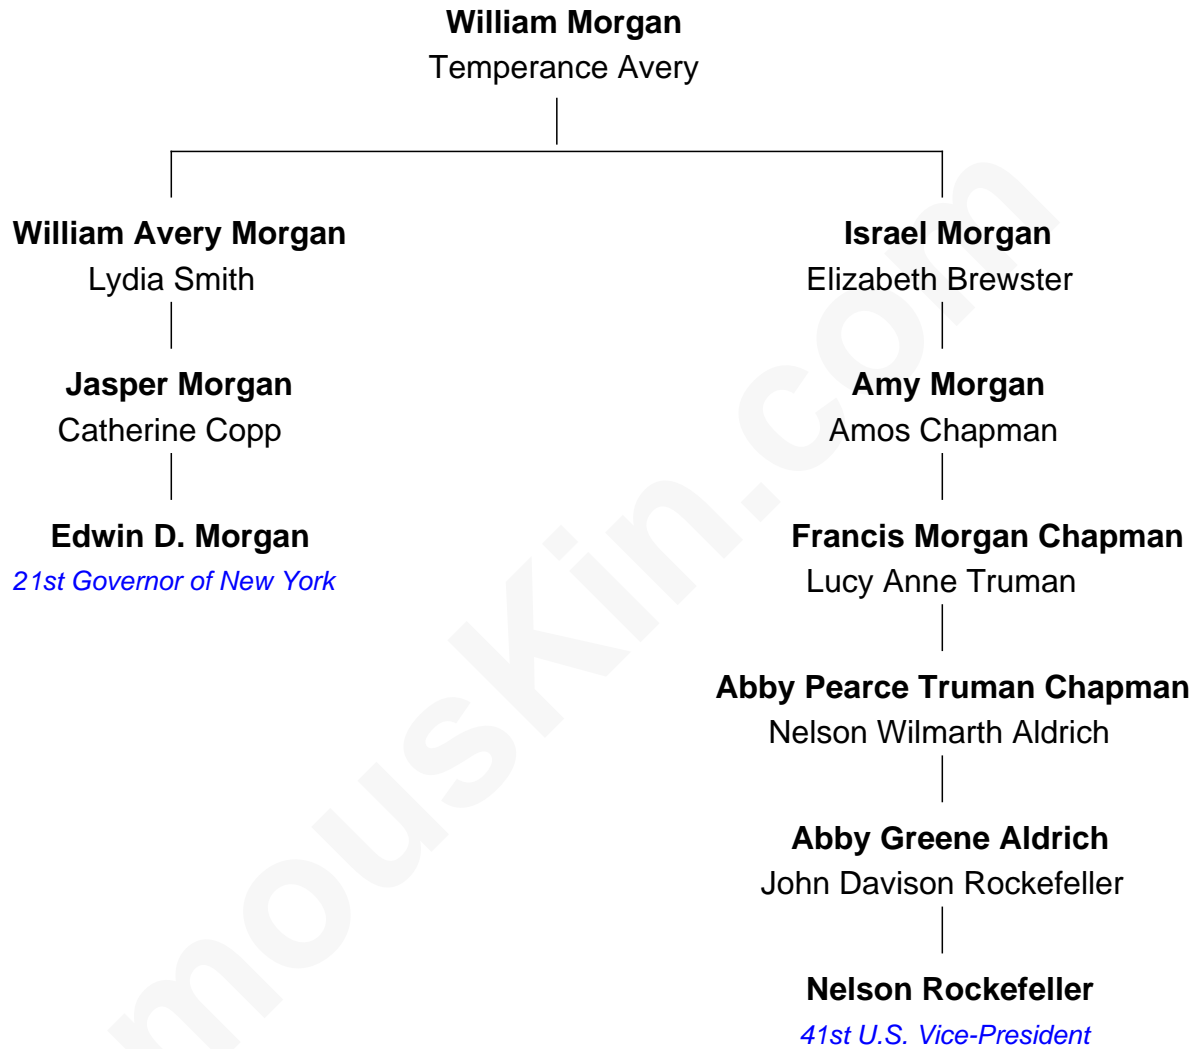 William Morgan
Temperance Avery
William Avery Morgan
Lydia Smith
Jasper Morgan
Catherine Copp
Edwin D. Morgan
21st Governor of New York
Israel Morgan
Elizabeth Brewster
Amy Morgan
Amos Chapman
Francis Morgan Chapman
Lucy Anne Truman
Abby Pearce Truman Chapman
Nelson Wilmarth Aldrich
Abby Greene Aldrich
John Davison Rockefeller
Nelson Rockefeller
41st U.S. Vice-President
mousKin.com